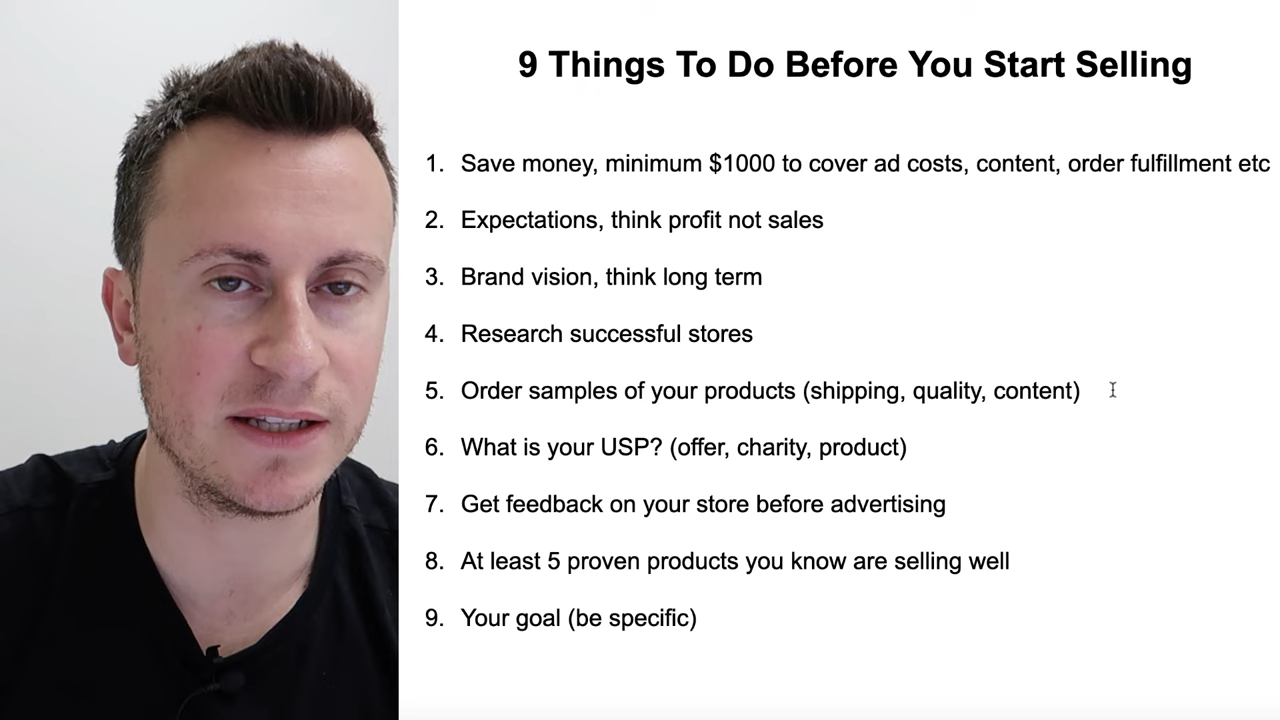 9 Things To Do Before You Start Selling
1. Save money, minimum $1000 to cover ad costs, content, order fulfillment etc
2. Expectations, think profit not sales
3. Brand vision, think long term
4. Research successful stores
5. Order samples of your products (shipping, quality, content)
6. What is your USP? (offer, charity, product)
7. Get feedback on your store before advertising
8. At least 5 proven products you know are selling well
9. Your goal (be specific)